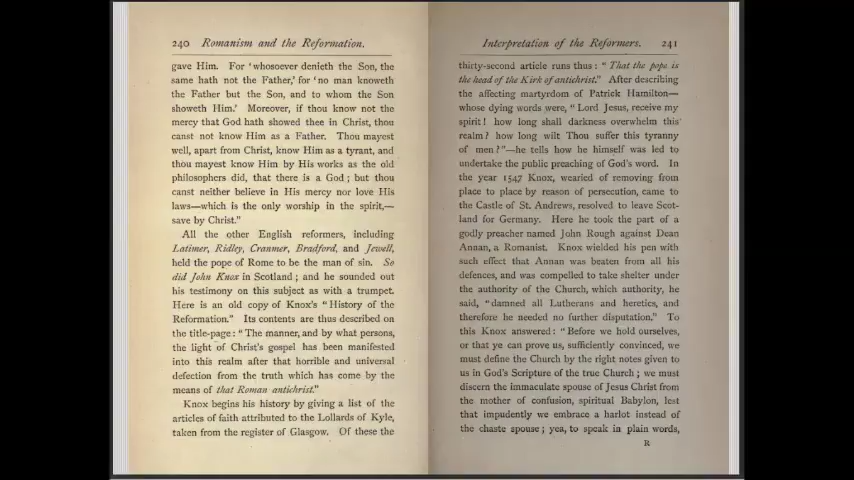 240 Romanism and the Reformation.
gave Him. For ‘whosoever denieth the Son, the
same hath not the Father,’ for ‘no man knoweth
the Father but the Son, and to whom the Son
showeth Him.’ Moreover, if thou know not the
mercy that God hath showed thee in Christ, thou
canst not know Him as a Father. Thou mayest
well, apart from Christ, know Him as a tyrant, and
thou mayest know Him by His works as the old
philosophers did, that there is a God; but thou
canst neither believe in His mercy nor love His
laws—which is the only worship in the spirit,—
save by Christ.”
All the other English reformers, including
Latimer, Ridley, Cranmer, Bradford, and Jewell,
held the pope of Rome to be the man of sin. So
did John Knox in Scotland; and he sounded out
his testimony on this subject as with a trumpet.
Here is an old copy of Knox's “History of the
Reformation.” Its contents are thus described on
the title-page: “The manner, and by what persons,
the light of Christ's gospel has been manifested
into this realm after that horrible and universal
defection from the truth which has come by the
means of that Roman antichrist.”
Knox begins his history by giving a list of the
articles of faith attributed to the Lollards of Kyle,
taken from the register of Glasgow. Of these the
Interpretation of the Reformers. 241
thirty-second article runs thus: “That the pope is
the head of the Kirk of antichrist.” After describing
the affecting martyrdom of Patrick Hamilton—
whose dying words were, “Lord Jesus, receive my
spirit! how long shall darkness overwhelm this
realm? how long wilt Thou suffer this tyranny
of men?”—he tells how he himself was led to
undertake the public preaching of God's word. In
the year 1547 Knox, wearied of removing from
place to place by reason of persecution, came to
the Castle of St. Andrews, resolved to leave Scot-
land for Germany. Here he took the part of a
godly preacher named John Rough against Dean
Annan, a Romanist. Knox wielded his pen with
such effect that Annan was beaten from all his
defences, and was compelled to take shelter under
the authority of the Church, which authority, he
said, “damned all Lutherans and heretics, and
therefore he needed no further disputation.” To
this Knox answered: “Before we hold ourselves,
or that ye can prove us, sufficiently convinced, we
must define the Church by the right notes given to
us in God's Scripture of the true Church; we must
discern the immaculate spouse of Jesus Christ from
the mother of confusion, spiritual Babylon, lest
that impudently we embrace a harlot instead of
the chaste spouse; yea, to speak in plain words,
R